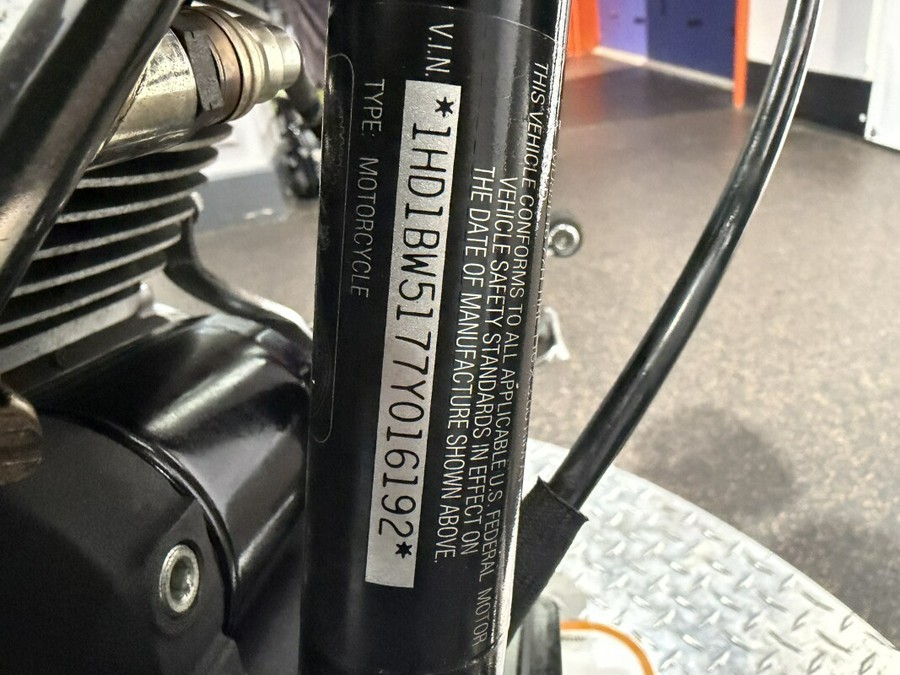 THIS VEHICLE CONFORMS TO ALL APPLICABLE U.S. FEDERAL MOTOR
VEHICLE SAFETY STANDARDS IN EFFECT ON
THE DATE OF MANUFACTURE SHOWN ABOVE.
V.I.N. *1HD1BW5177Y016192*
TYPE: MOTORCYCLE